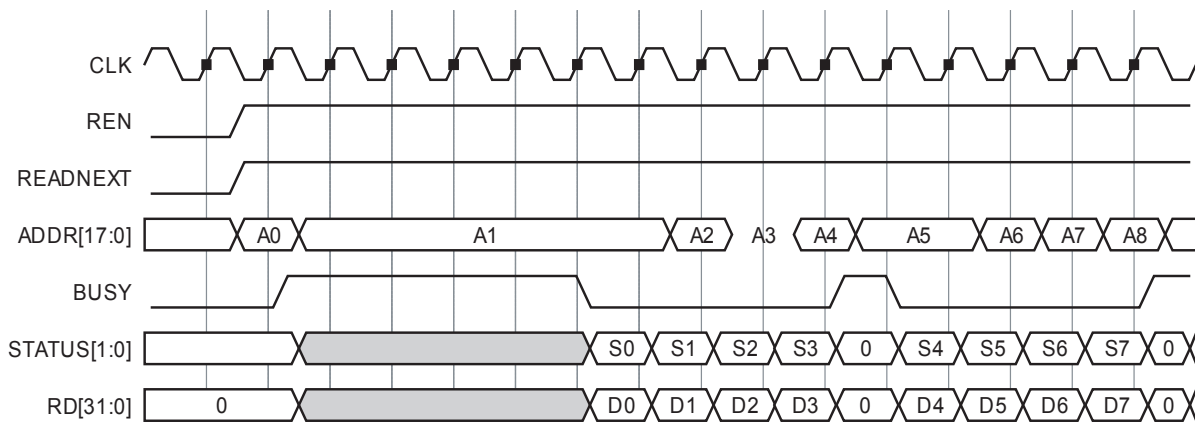 CLK
REN
READNEXT
ADDR[17:0] A0 A1 A2 A3 A4 A5 A6 A7 A8
BUSY
STATUS[1:0] S0 S1 S2 S3 0 S4 S5 S6 S7 0
RD[31:0] 0 D0 D1 D2 D3 0 D4 D5 D6 D7 0